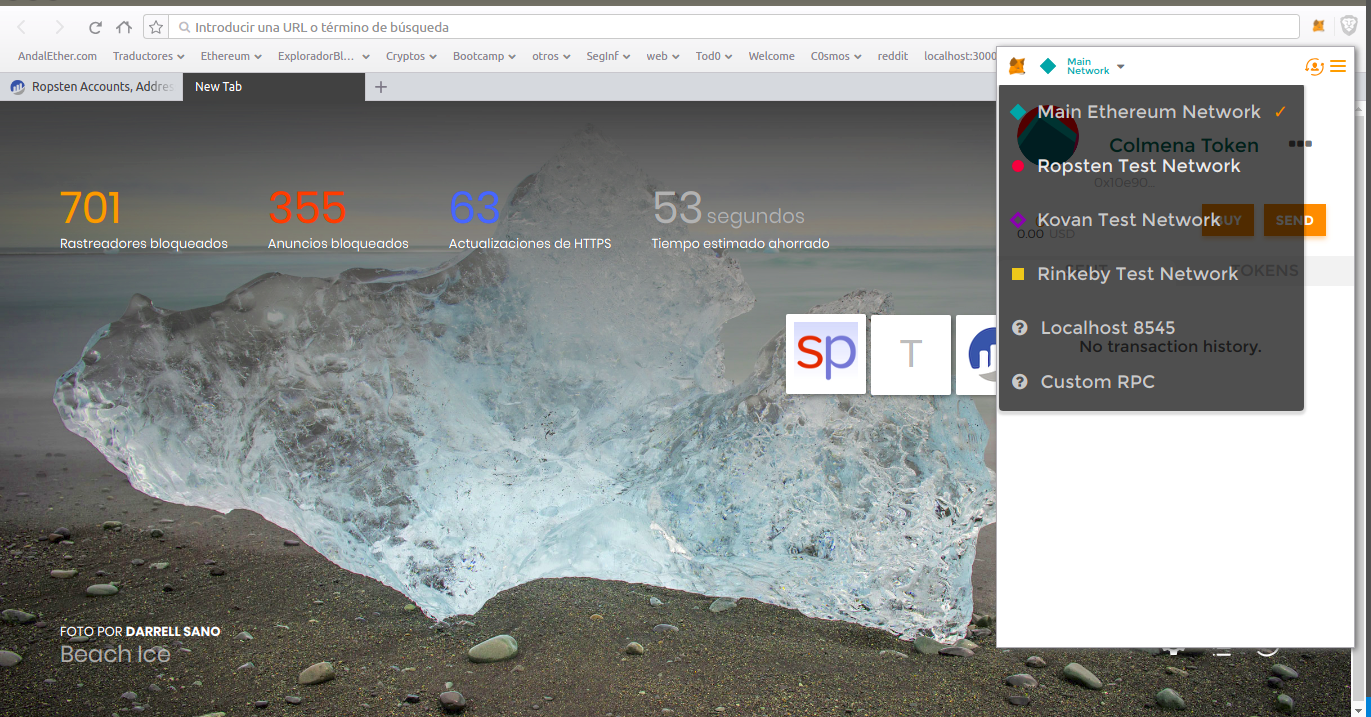 Introducir una URL o término de búsqueda
AndalEther.com Traductores Ethereum ExploradorBl... Cryptos Bootcamp otros SegInf web Tod0 Welcome C0smos reddit localhost:3000
Ropsten Accounts, Addres
New Tab
Main
Network
Main Ethereum Network
Colmena Token
Ropsten Test Network
0x10e90...
Kovan Test Network
BUY
SEND
0.00 USD
Rinkeby Test Network
TOKENS
Localhost 8545
No transaction history.
Custom RPC
701
Rastreadores bloqueados
355
Anuncios bloqueados
63
Actualizaciones de HTTPS
53 segundos
Tiempo estimado ahorrado
sp
T
FOTO POR DARRELL SANO
Beach Ice